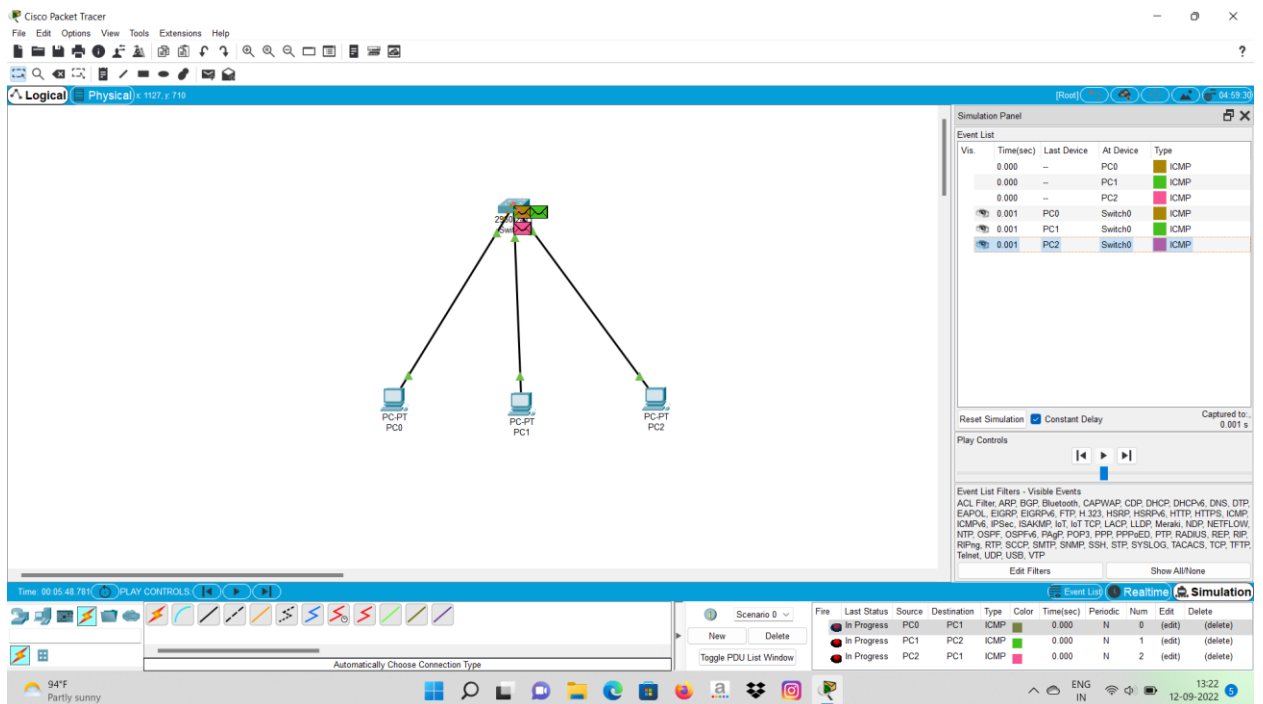 Cisco Packet Tracer
File Edit Options View Tools Extensions Help
?
Logical Physical x: 1127, y: 710 [Root] 04:59:30
Simulation Panel
Event List
Vis. Time(sec) Last Device At Device Type
0.000 -- PC0 ICMP
0.000 -- PC1 ICMP
0.000 -- PC2 ICMP
0.001 PC0 Switch0 ICMP
0.001 PC1 Switch0 ICMP
0.001 PC2 Switch0 ICMP
PC-PT
PC0
PC-PT
PC1
PC-PT
PC2
Reset Simulation Constant Delay Captured to:
0.001 s
Play Controls
Event List Filters - Visible Events
ACL Filter, ARP, BGP, Bluetooth, CAPWAP, CDP, DHCP, DHCPv6, DNS, DTP,
EAPOL, EIGRP, EIGRPv6, FTP, H.323, HSRP, HSRPv6, HTTP, HTTPS, ICMP,
ICMPv6, IPSec, ISAKMP, IoT, IoT TCP, LACP, LLDP, Meraki, NDP, NETFLOW,
NTP, OSPF, OSPFv6, PAgP, POP3, PPP, PPPoED, PTP, RADIUS, REP, RIP,
RIPng, RTP, SCCP, SMTP, SNMP, SSH, STP, SYSLOG, TACACS, TCP, TFTP,
Telnet, UDP, USB, VTP
Edit Filters Show All/None
Time: 00:05:48.781 PLAY CONTROLS: Event List Realtime Simulation
Scenario 0
New Delete
Toggle PDU List Window
Automatically Choose Connection Type
Fire Last Status Source Destination Type Color Time(sec) Periodic Num Edit Delete
In Progress PC0 PC1 ICMP 0.000 N 0 (edit) (delete)
In Progress PC1 PC2 ICMP 0.000 N 1 (edit) (delete)
In Progress PC2 PC1 ICMP 0.000 N 2 (edit) (delete)
94°F
Partly sunny
ENG
IN
13:22
12-09-2022
5